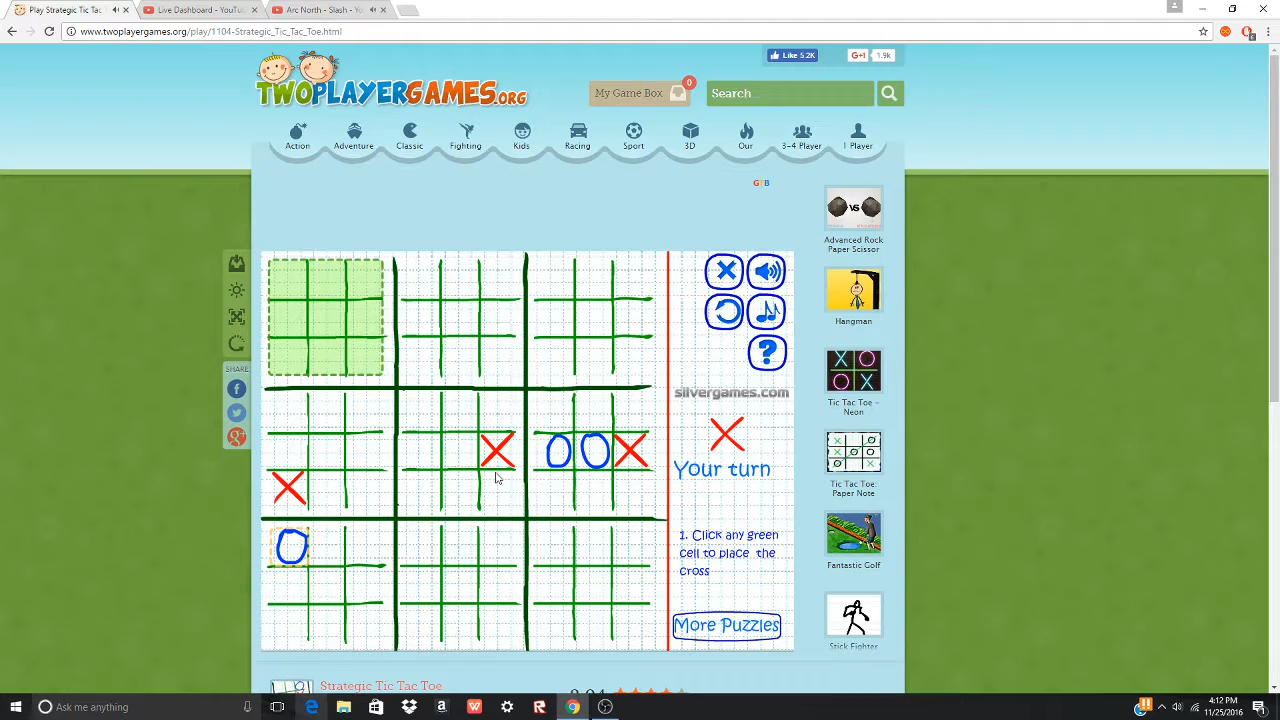 Play Strategic Tic Tac
Live Dashboard - YouTu
Arc North - Slash - Yo
www.twoplayergames.org/play/1104-Strategic_Tic_Tac_Toe.html
TWOPLAYERGAMES.ORG
My Game Box
0
Search...
Like 5.2K
G+1
1.9k
Action
Adventure
Classic
Fighting
Kids
Racing
Sport
3D
Our
3-4 Player
1 Player
GTB
VS
Advanced Rock
Paper Scissor
Hangman
Tic Tac Toe –
Neon
Tic Tac Toe
Paper Note
Fantastic Golf
Stick Fighter
SHARE
silvergames.com
Your turn
1. Click any green
cell to place the
cross
More Puzzles
X
X O O X
X
O
Strategic Tic Tac Toe
Ask me anything
4:12 PM
11/25/2016